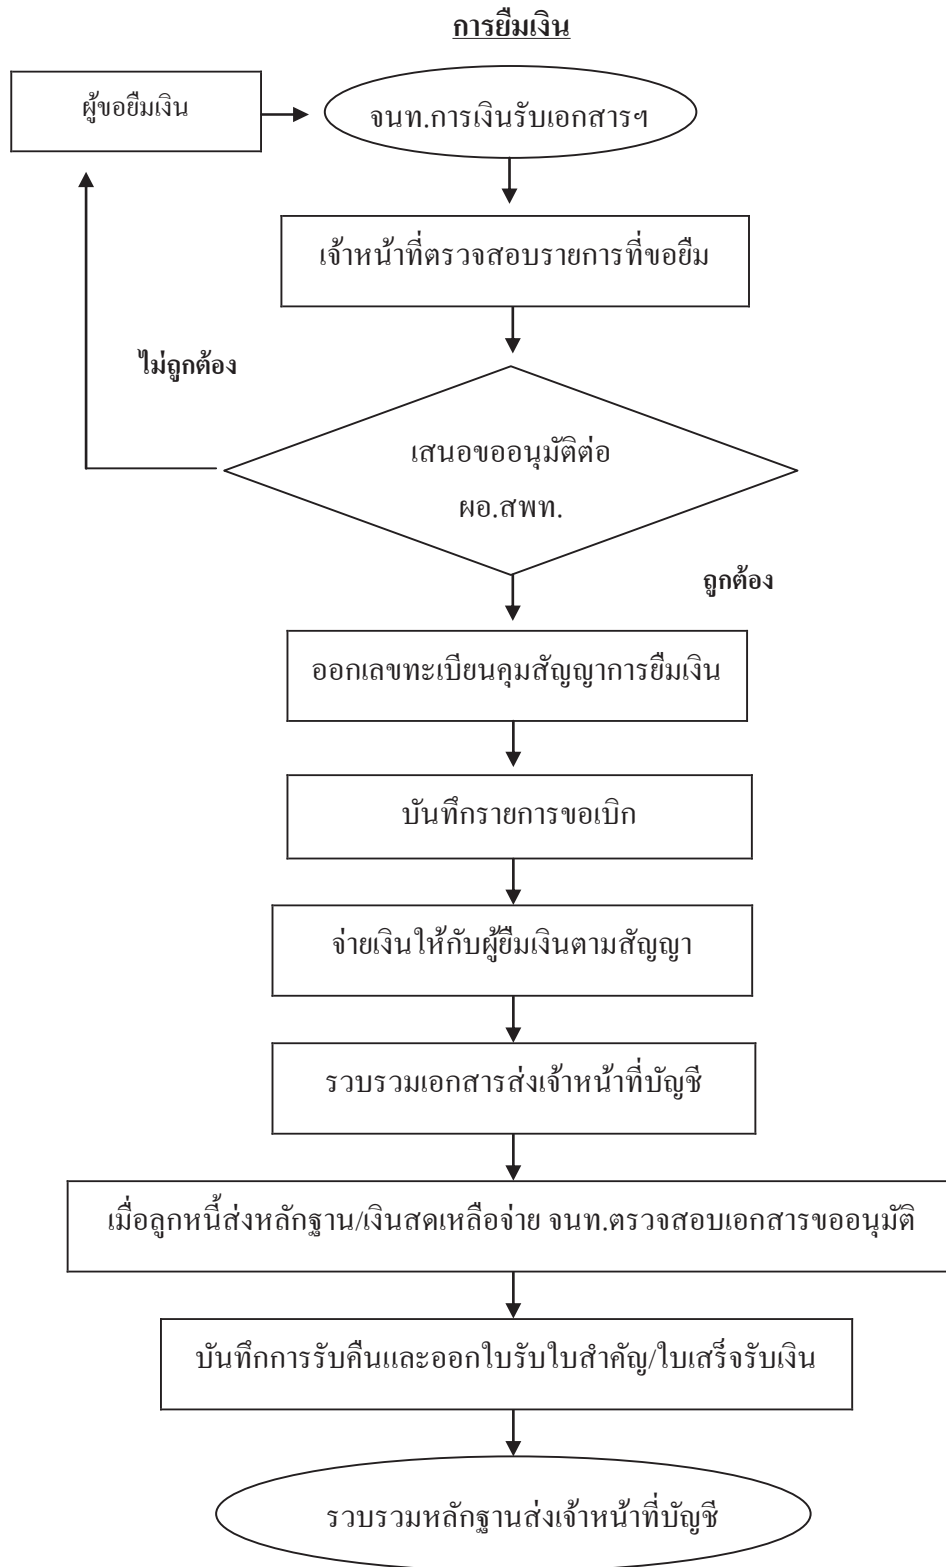 การยืมเงิน
ผู้ขอยืมเงิน
จนท.การเงินรับเอกสารฯ
เจ้าหน้าที่ตรวจสอบรายการที่ขอยืม
ไม่ถูกต้อง
เสนอขออนุมัติต่อ
ผอ.สพท.
ถูกต้อง
ออกเลขทะเบียนคุมสัญญาการยืมเงิน
บันทึกรายการขอเบิก
จ่ายเงินให้กับผู้ยืมเงินตามสัญญา
รวบรวมเอกสารส่งเจ้าหน้าที่บัญชี
เมื่อลูกหนี้ส่งหลักฐาน/เงินสดเหลือจ่าย จนท.ตรวจสอบเอกสารขออนุมัติ
บันทึกการรับคืนและออกใบรับใบสำคัญ/ใบเสร็จรับเงิน
รวบรวมหลักฐานส่งเจ้าหน้าที่บัญชี